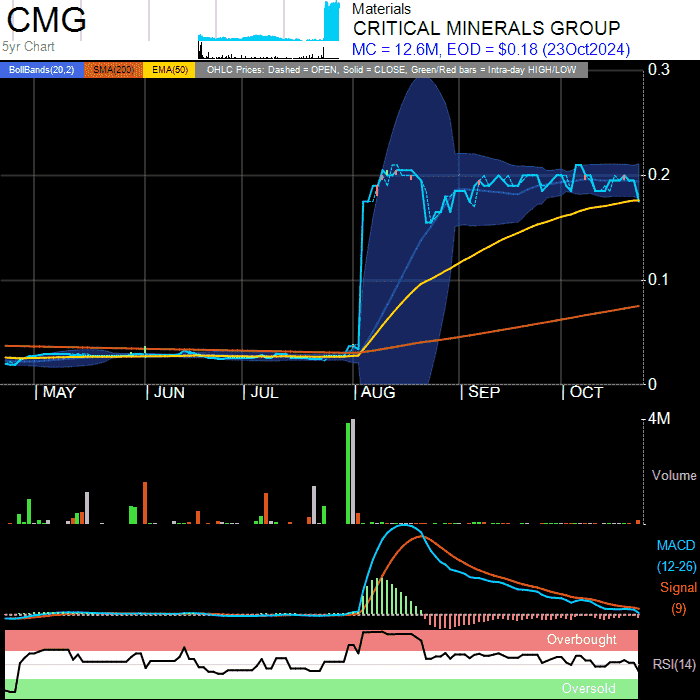 CMG
5yr Chart
Materials
CRITICAL MINERALS GROUP
MC = 12.6M, EOD = $0.18 (23Oct2024)
BollBands(20,2) SMA(200) EMA(50) OHLC Prices: Dashed = OPEN, Solid = CLOSE, Green/Red bars = Intra-day HIGH/LOW
0.3
0.2
0.1
0
MAY JUN JUL AUG SEP OCT
4M
Volume
MACD
(12-26)
Signal
(9)
Overbought
RSI(14)
Oversold